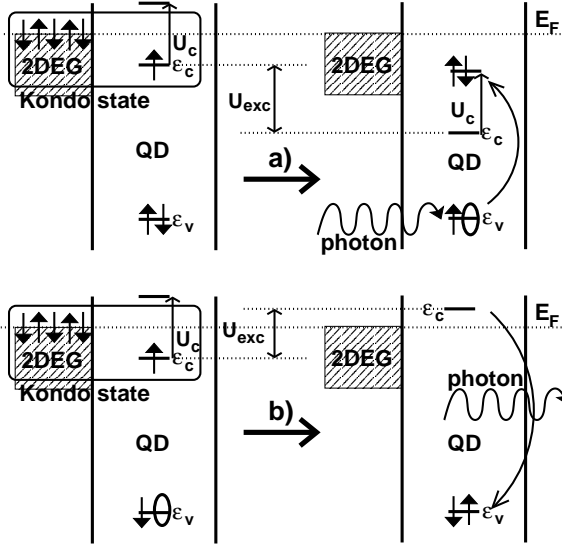 E_F
U_c
2DEG
ε_c
Kondo state
U_exc
2DEG
U_c
ε_c
QD
a)
QD
ε_v
photon
ε_v
U_c
2DEG
ε_c
Kondo state
U_exc
ε_c
E_F
2DEG
photon
b)
QD
QD
ε_v
ε_v